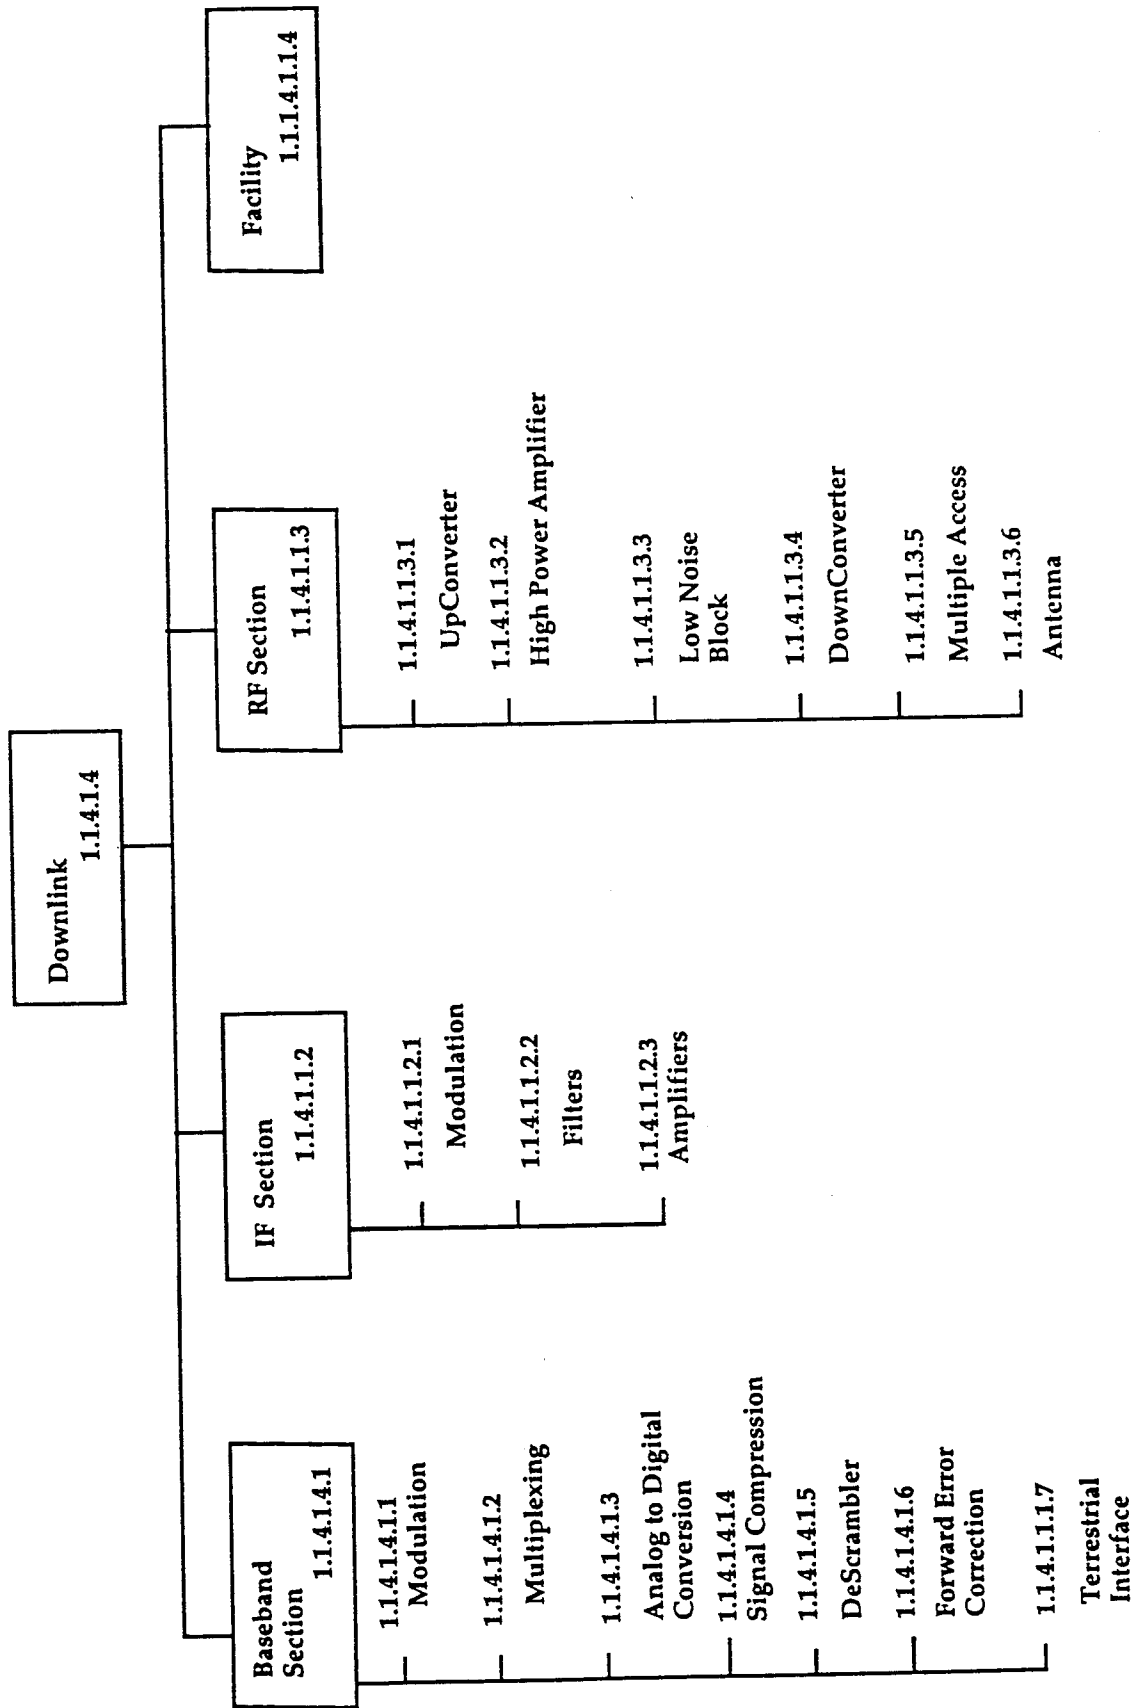 Downlink
1.1.4.1.4
Baseband
Section
1.1.4.1.4.1
1.1.4.1.4.1.1
Modulation
1.1.4.1.4.1.2
Multiplexing
1.1.4.1.4.1.3
Analog to Digital
Conversion
1.1.4.1.4.1.4
Signal Compression
1.1.4.1.4.1.5
DeScrambler
1.1.4.1.4.1.6
Forward Error
Correction
1.1.4.1.1.1.7
Terrestrial
Interface
IF Section
1.1.4.1.1.2
1.1.4.1.1.2.1
Modulation
1.1.4.1.1.2.2
Filters
1.1.4.1.1.2.3
Amplifiers
RF Section
1.1.4.1.1.3
1.1.4.1.1.3.1
UpConverter
1.1.4.1.1.3.2
High Power Amplifier
1.1.4.1.1.3.3
Low Noise
Block
1.1.4.1.1.3.4
DownConverter
1.1.4.1.1.3.5
Multiple Access
1.1.4.1.1.3.6
Antenna
Facility
1.1.1.4.1.1.4